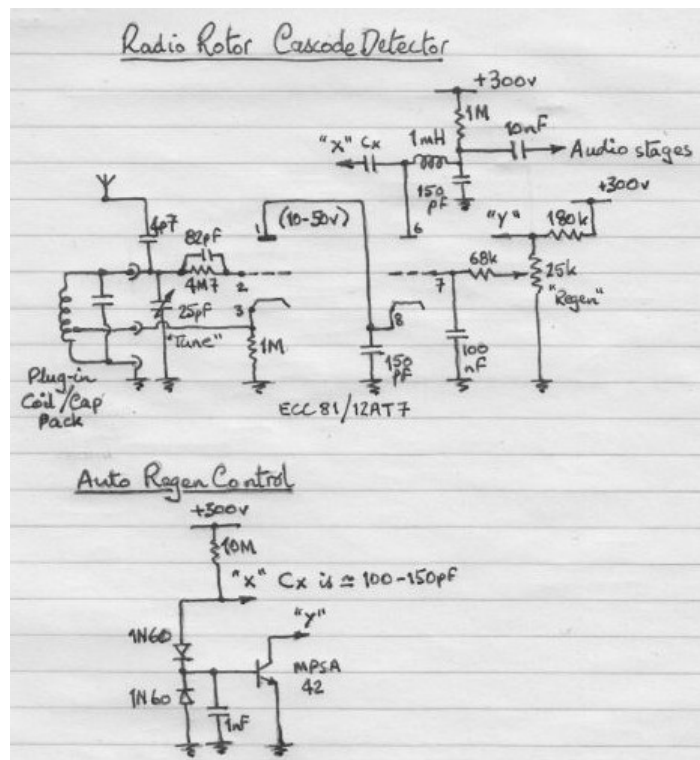 Radio Rotor Cascode Detector
+300v
1M
10nF
"X" Cx
1mH
Audio stages
150
pf
+300v
4p7
1
(10-50v)
6
"Y"
180k
82pf
4M7
2
7
68k
25k
"Regen"
25pf
3
8
"Tune"
1M
150
pf
100
nF
Plug-in
Coil/Cap
Pack
ECC81/12AT7
Auto Regen Control
+300v
10M
"X" Cx is ≃ 100-150pf
"Y"
1N60
MPSA
42
1N60
1nF